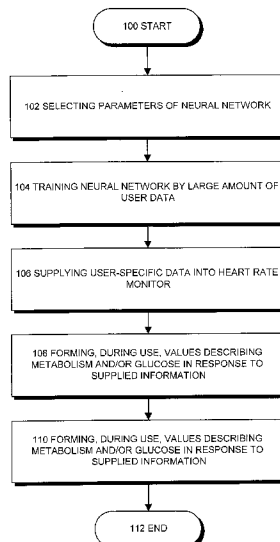 100 START
102 SELECTING PARAMETERS OF NEURAL NETWORK
104 TRAINING NEURAL NETWORK BY LARGE AMOUNT OF
USER DATA
106 SUPPLYING USER-SPECIFIC DATA INTO HEART RATE
MONITOR
108 FORMING, DURING USE, VALUES DESCRIBING
METABOLISM AND/OR GLUCOSE IN RESPONSE TO
SUPPLIED INFORMATION
110 FORMING, DURING USE, VALUES DESCRIBING
METABOLISM AND/OR GLUCOSE IN RESPONSE TO
SUPPLIED INFORMATION
112 END